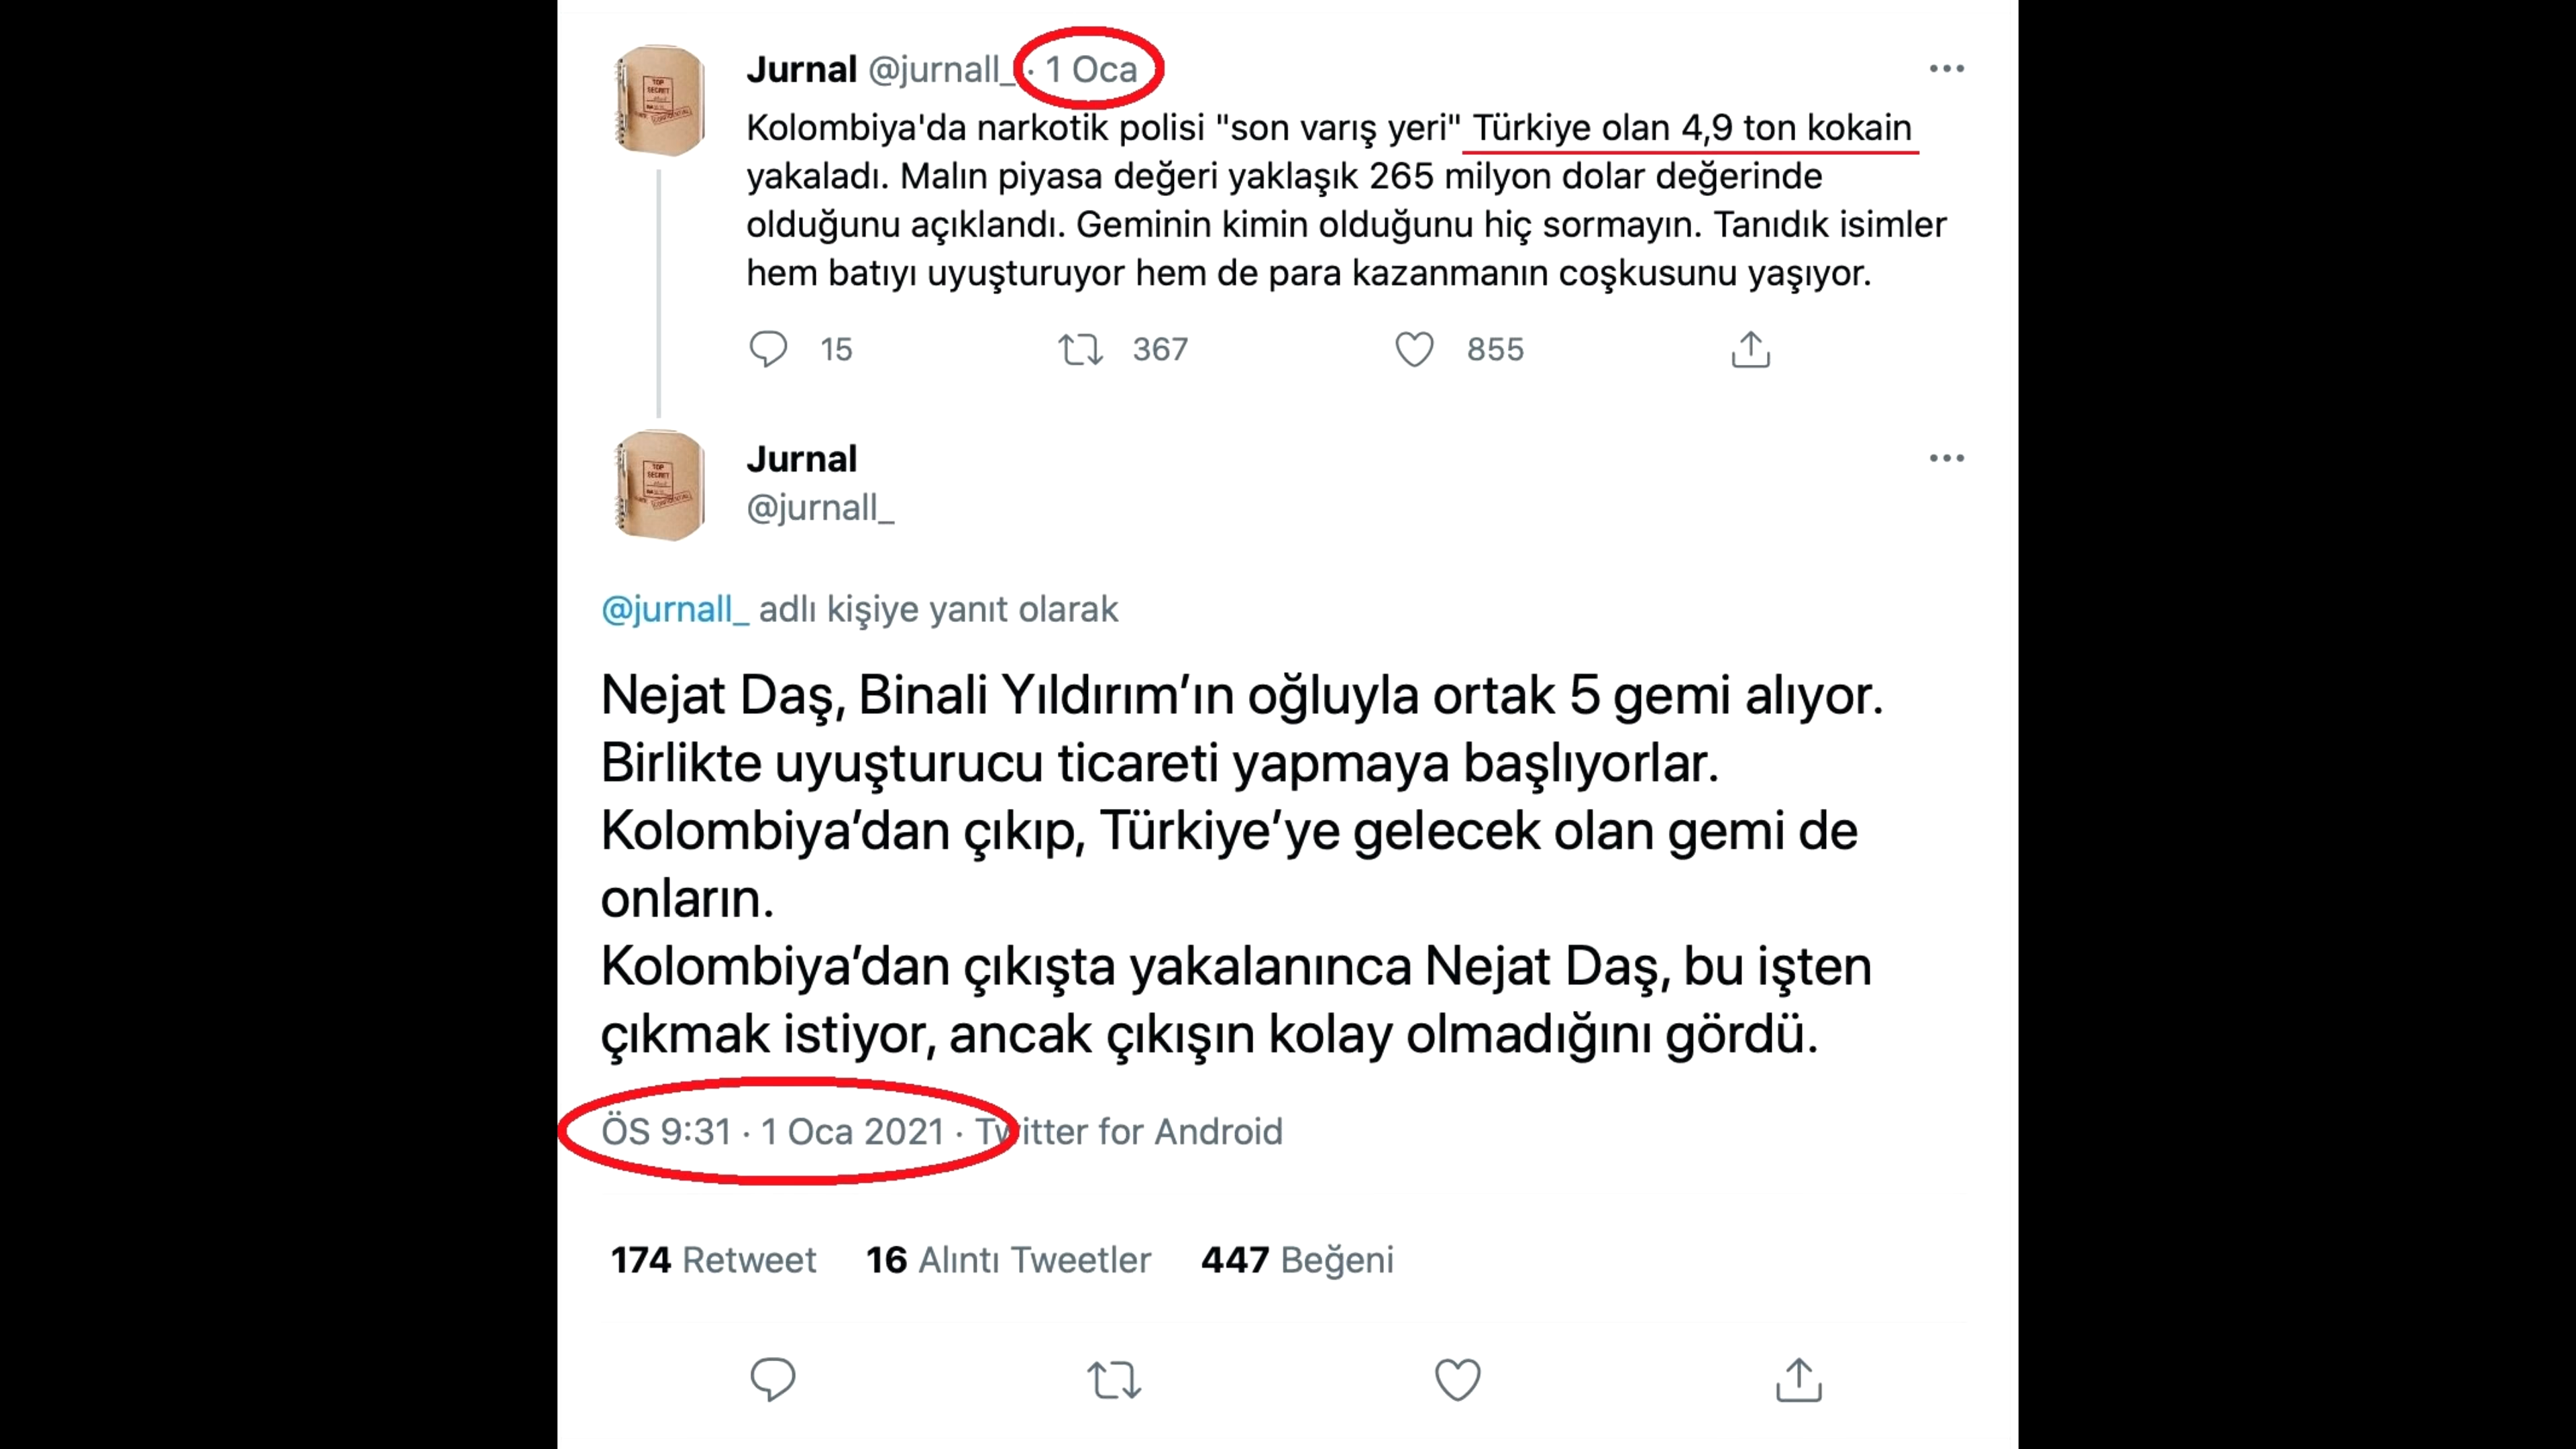 Jurnal @jurnall_ · 1 Oca
Kolombiya'da narkotik polisi "son varış yeri" Türkiye olan 4,9 ton kokain
yakaladı. Malın piyasa değeri yaklaşık 265 milyon dolar değerinde
olduğunu açıklandı. Geminin kimin olduğunu hiç sormayın. Tanıdık isimler
hem batıyı uyuşturuyor hem de para kazanmanın coşkusunu yaşıyor.
15 367 855
Jurnal
@jurnall_
@jurnall_ adlı kişiye yanıt olarak
Nejat Daş, Binali Yıldırım’ın oğluyla ortak 5 gemi alıyor.
Birlikte uyuşturucu ticareti yapmaya başlıyorlar.
Kolombiya’dan çıkıp, Türkiye’ye gelecek olan gemi de
onların.
Kolombiya’dan çıkışta yakalanınca Nejat Daş, bu işten
çıkmak istiyor, ancak çıkışın kolay olmadığını gördü.
ÖS 9:31 · 1 Oca 2021 · Twitter for Android
174 Retweet 16 Alıntı Tweetler 447 Beğeni
TOP
SECRET
TOP
SECRET